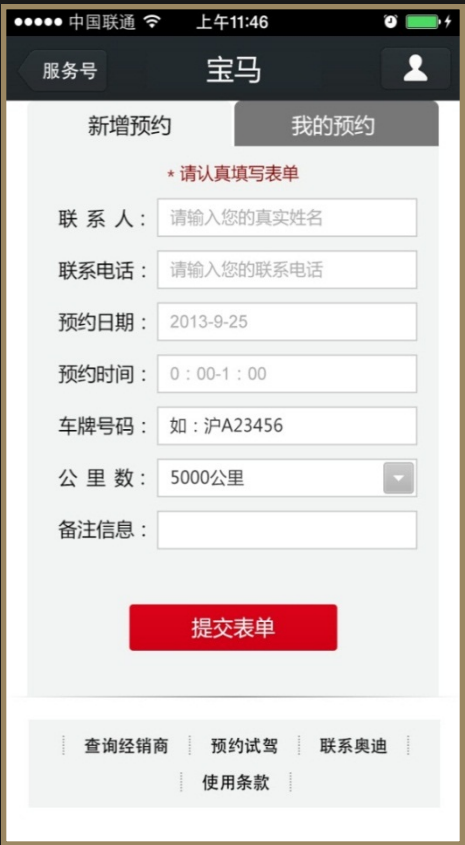 中国联通 上午11:46
服务号 宝马
新增预约 我的预约
* 请认真填写表单
联 系 人： 请输入您的真实姓名
联系电话： 请输入您的联系电话
预约日期： 2013-9-25
预约时间： 0：00-1：00
车牌号码： 如：沪A23456
公 里 数： 5000公里
备注信息：
提交表单
查询经销商 预约试驾 联系奥迪
使用条款